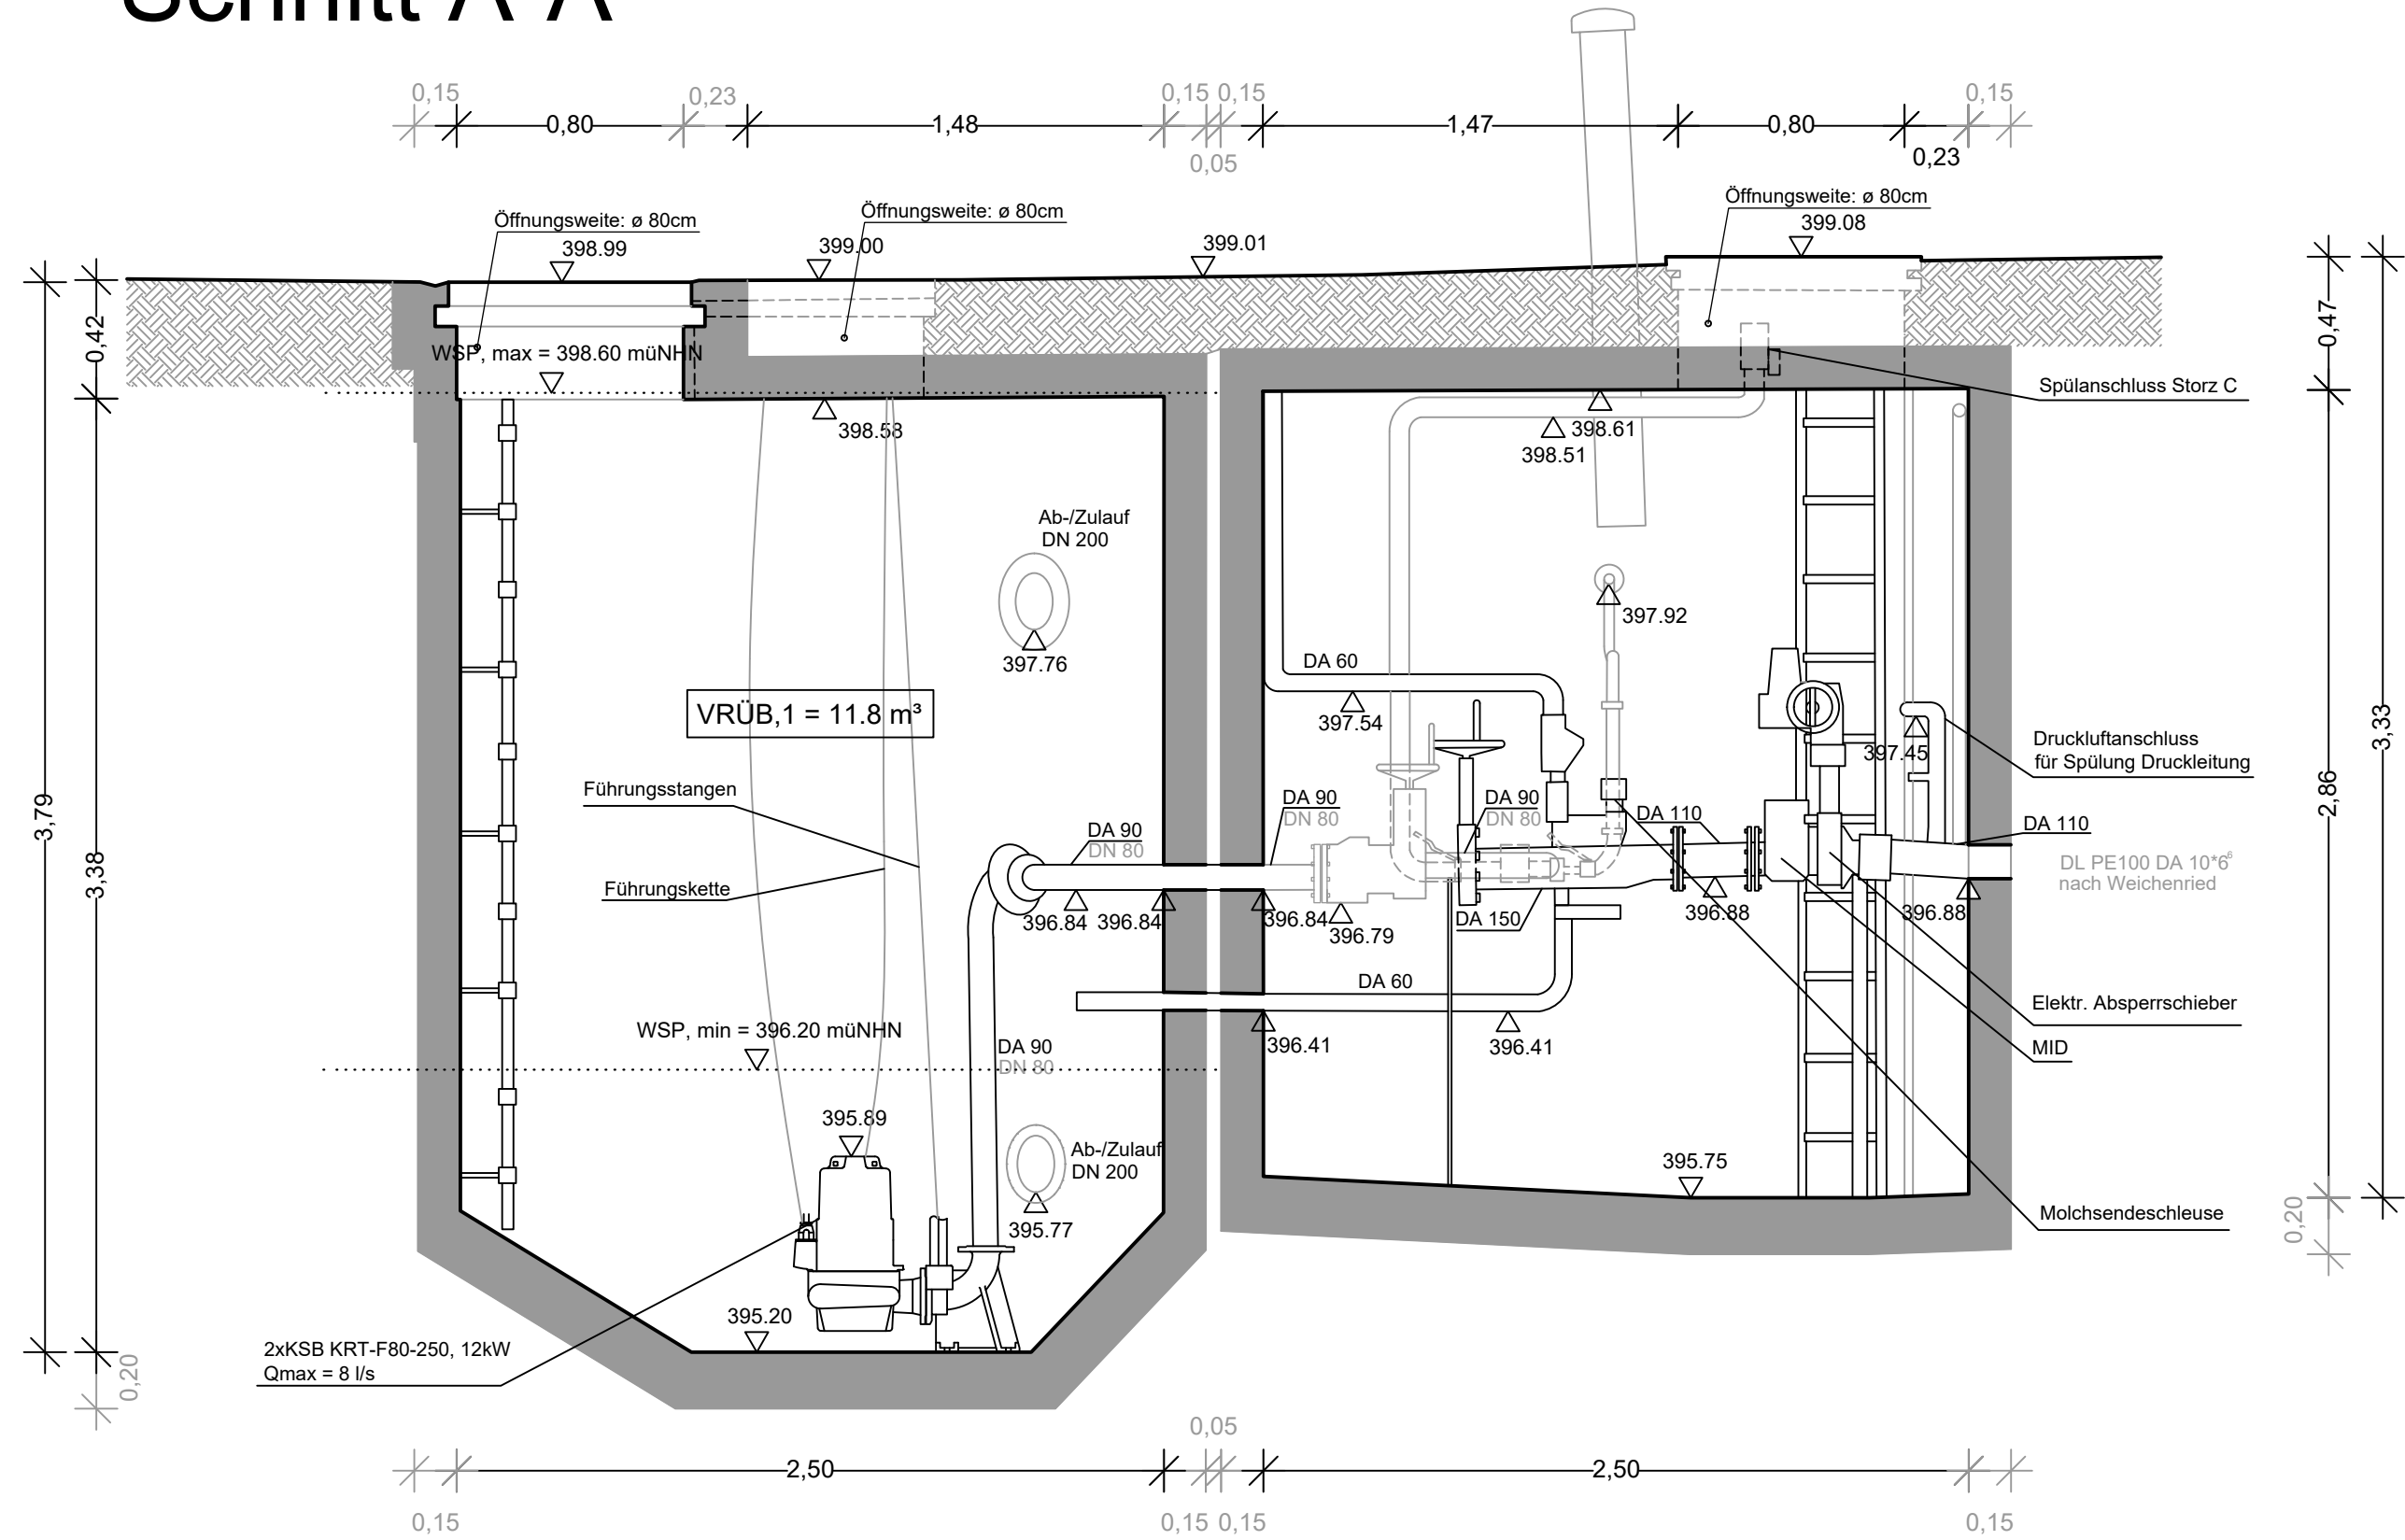 Schnitt A-A
0,15
0,80
0,23
1,48
0,15
0,15
0,05
1,47
0,80
0,23
0,15
Öffnungsweite: ø 80cm
398.99
Öffnungsweite: ø 80cm
399.00
399.01
Öffnungsweite: ø 80cm
399.08
0,42
0,47
WSP, max = 398.60 müNHN
398.58
398.61
398.51
Spülanschluss Storz C
Ab-/Zulauf
DN 200
397.76
397.92
DA 60
397.54
VRÜB,1 = 11.8 m³
397.45
Druckluftanschluss
für Spülung Druckleitung
3,33
2,86
3,79
3,38
Führungsstangen
Führungskette
DA 90
DN 80
DA 90
DN 80
DA 90
DN 80
DA 110
DA 110
DL PE100 DA 10*6⁶
nach Weichenried
396.84
396.84
396.84
396.79
DA 150
396.88
396.88
DA 60
Elektr. Absperrschieber
WSP, min = 396.20 müNHN
396.41
396.41
MID
DA 90
DN 80
395.89
Ab-/Zulauf
DN 200
395.77
395.75
Molchsendeschleuse
0,20
395.20
2xKSB KRT-F80-250, 12kW
Qmax = 8 l/s
0,20
0,05
2,50
2,50
0,15
0,15
0,15
0,15